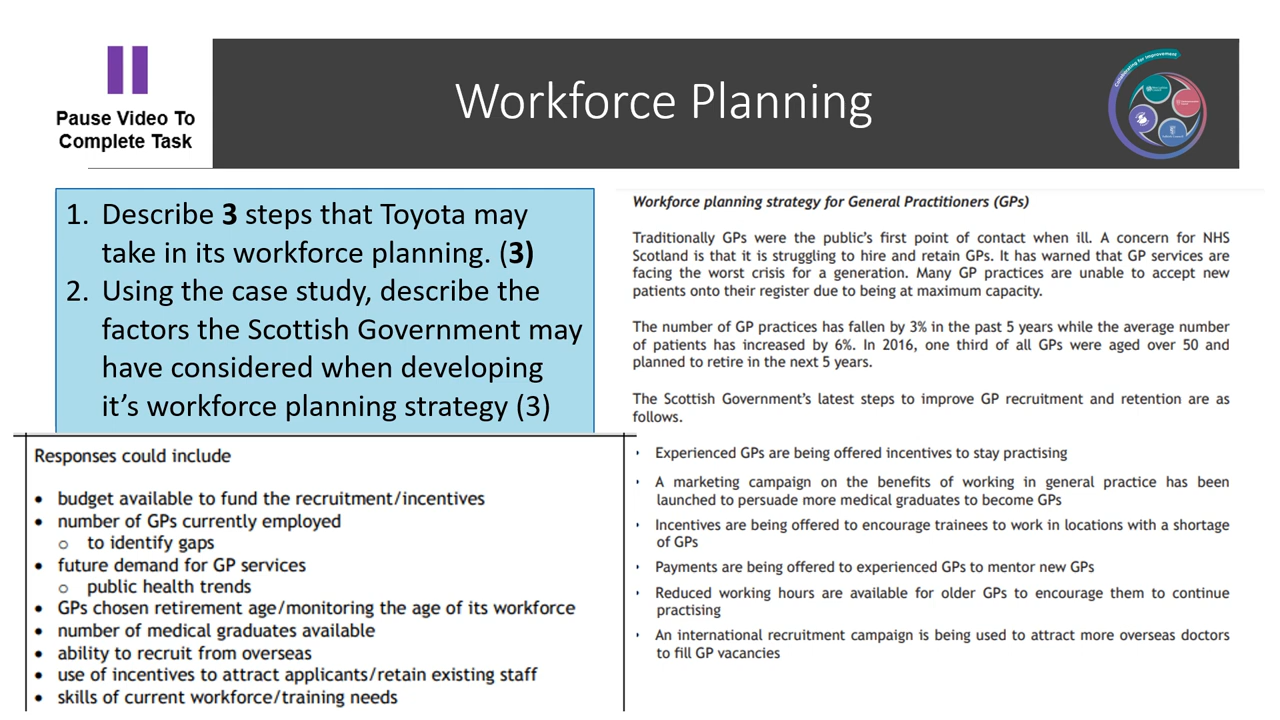 Pause Video To
Complete Task
Workforce Planning
Collaborating for Improvement
1. Describe 3 steps that Toyota may
take in its workforce planning. (3)
2. Using the case study, describe the
factors the Scottish Government may
have considered when developing
it's workforce planning strategy (3)
Responses could include
• budget available to fund the recruitment/incentives
• number of GPs currently employed
o to identify gaps
• future demand for GP services
o public health trends
• GPs chosen retirement age/monitoring the age of its workforce
• number of medical graduates available
• ability to recruit from overseas
• use of incentives to attract applicants/retain existing staff
• skills of current workforce/training needs
Workforce planning strategy for General Practitioners (GPs)
Traditionally GPs were the public's first point of contact when ill. A concern for NHS
Scotland is that it is struggling to hire and retain GPs. It has warned that GP services are
facing the worst crisis for a generation. Many GP practices are unable to accept new
patients onto their register due to being at maximum capacity.
The number of GP practices has fallen by 3% in the past 5 years while the average number
of patients has increased by 6%. In 2016, one third of all GPs were aged over 50 and
planned to retire in the next 5 years.
The Scottish Government's latest steps to improve GP recruitment and retention are as
follows.
• Experienced GPs are being offered incentives to stay practising
• A marketing campaign on the benefits of working in general practice has been
launched to persuade more medical graduates to become GPs
• Incentives are being offered to encourage trainees to work in locations with a shortage
of GPs
• Payments are being offered to experienced GPs to mentor new GPs
• Reduced working hours are available for older GPs to encourage them to continue
practising
• An international recruitment campaign is being used to attract more overseas doctors
to fill GP vacancies